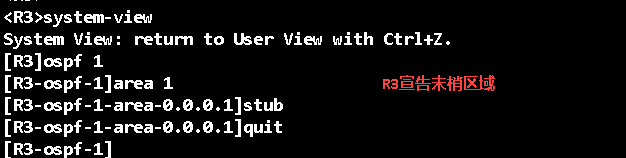 <R3>system-view
System View: return to User View with Ctrl+Z.
[R3]ospf 1
[R3-ospf-1]area 1
R3宣告末梢区域
[R3-ospf-1-area-0.0.0.1]stub
[R3-ospf-1-area-0.0.0.1]quit
[R3-ospf-1]